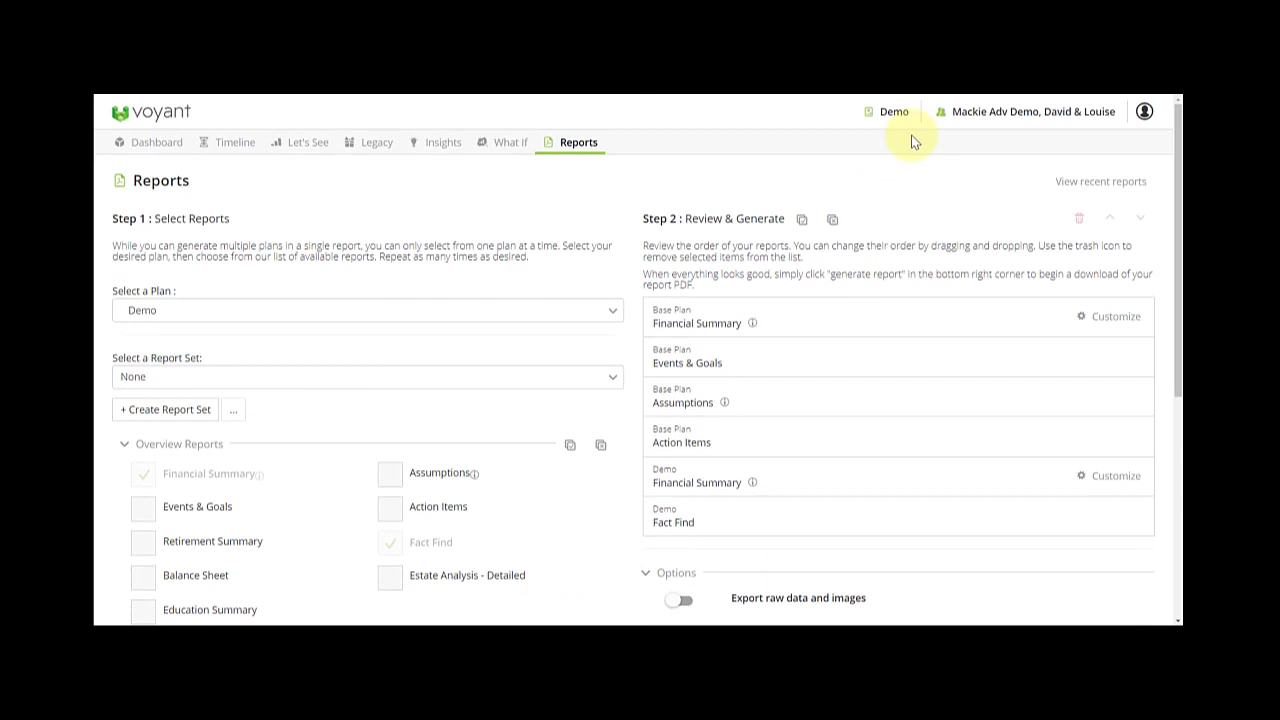 voyant
Demo
Mackie Adv Demo, David & Louise
Dashboard
Timeline
Let's See
Legacy
Insights
What If
Reports
Reports
View recent reports
Step 1 : Select Reports
While you can generate multiple plans in a single report, you can only select from one plan at a time. Select your
desired plan, then choose from our list of available reports. Repeat as many times as desired.
Select a Plan :
Demo
Select a Report Set:
None
+ Create Report Set
...
Overview Reports
Financial Summary
Assumptions
Events & Goals
Action Items
Retirement Summary
Fact Find
Balance Sheet
Estate Analysis - Detailed
Education Summary
Step 2 : Review & Generate
Review the order of your reports. You can change their order by dragging and dropping. Use the trash icon to
remove selected items from the list.
When everything looks good, simply click "generate report" in the bottom right corner to begin a download of your
report PDF.
Base Plan
Financial Summary
Customize
Base Plan
Events & Goals
Base Plan
Assumptions
Base Plan
Action Items
Demo
Financial Summary
Customize
Demo
Fact Find
Options
Export raw data and images